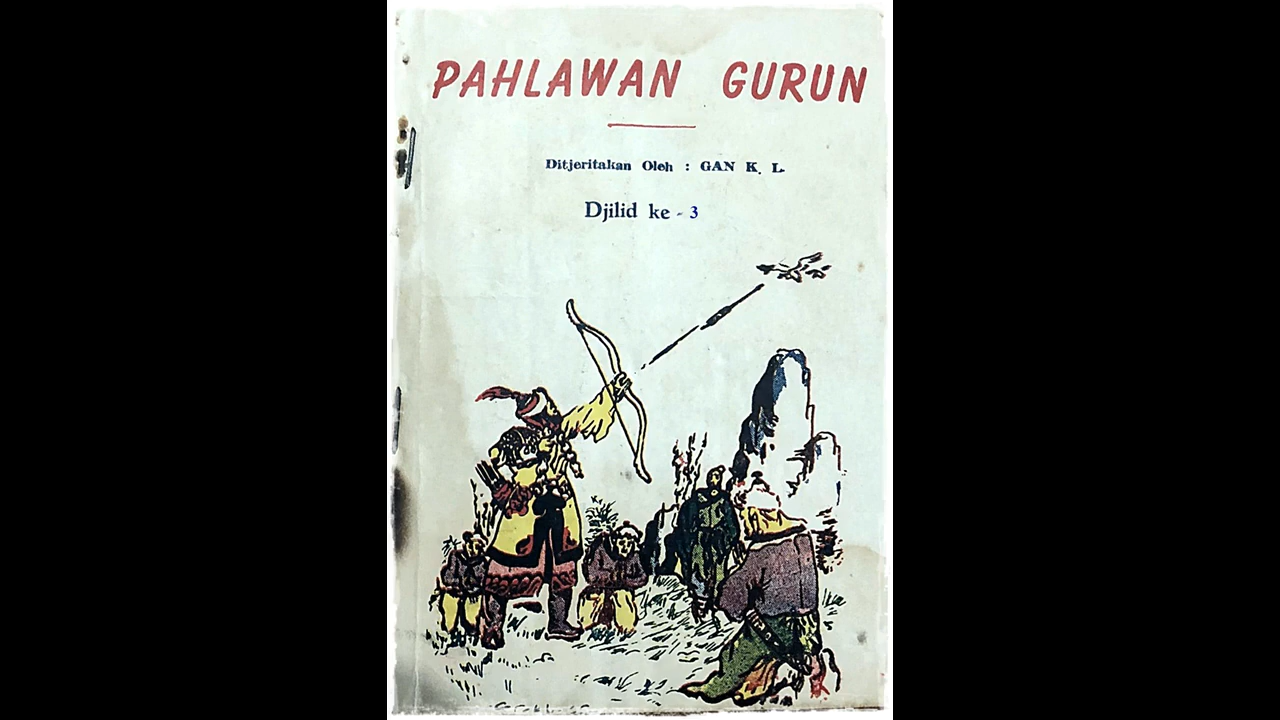 PAHLAWAN GURUN
Ditjeritakan Oleh : GAN K. L.
Djilid ke - 3